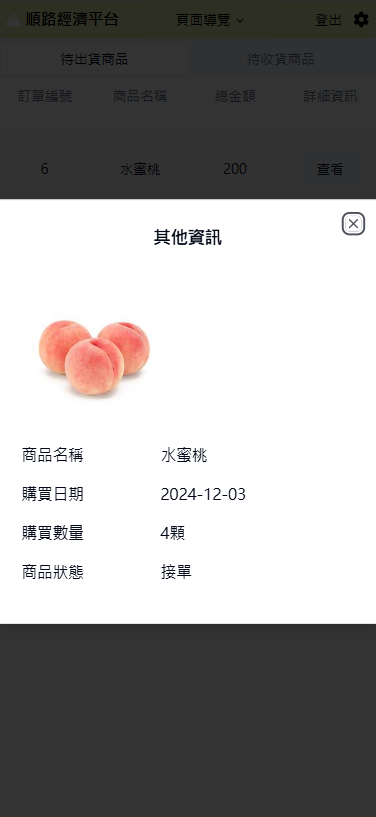 順路經濟平台 頁面導覽 登出
待出貨商品 待收貨商品
訂單編號 商品名稱 總金額 詳細資訊
6 水蜜桃 200 查看
其他資訊
商品名稱 水蜜桃
購買日期 2024-12-03
購買數量 4顆
商品狀態 接單